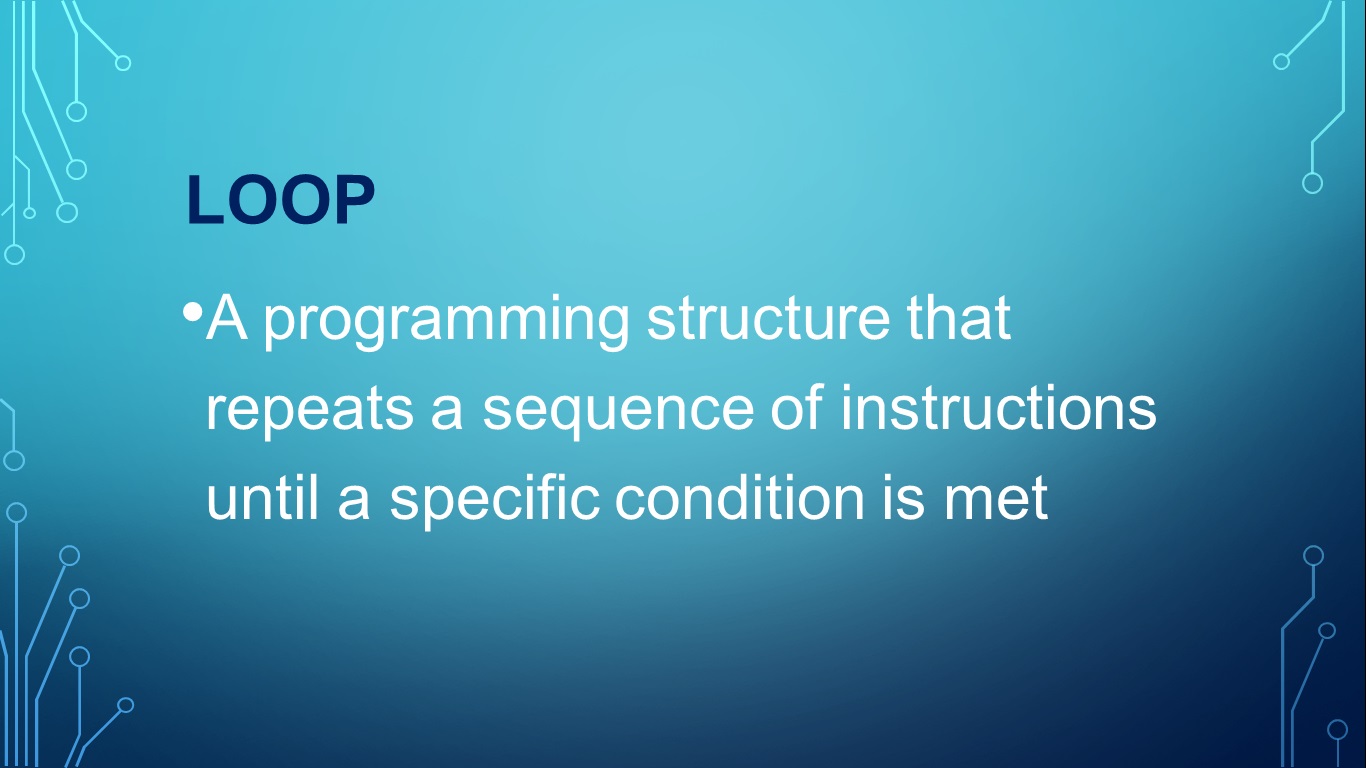 LOOP
•A programming structure that
repeats a sequence of instructions
until a specific condition is met